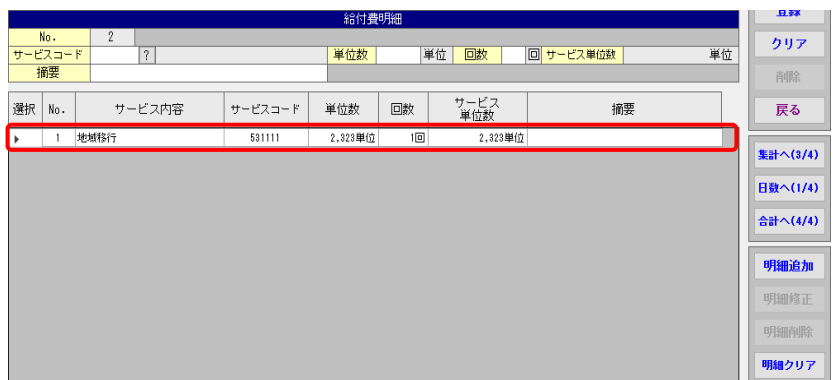 給付費明細
No. 2
サービスコード ? 単位数 単位 回数 回 サービス単位数 単位
摘要
選択 No. サービス内容 サービスコード 単位数 回数 サービス単位数 摘要
1 地域移行 531111 2,323単位 1回 2,323単位
登録
クリア
削除
戻る
集計へ(3/4)
日数へ(1/4)
合計へ(4/4)
明細追加
明細修正
明細削除
明細クリア